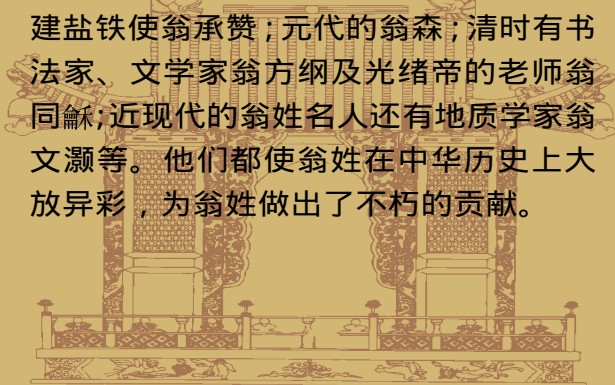 建盐铁使翁承赞；元代的翁森；清时有书
法家、文学家翁方纲及光绪帝的老师翁
同龢;近现代的翁姓名人还有地质学家翁
文灏等。他们都使翁姓在中华历史上大
放异彩，为翁姓做出了不朽的贡献。